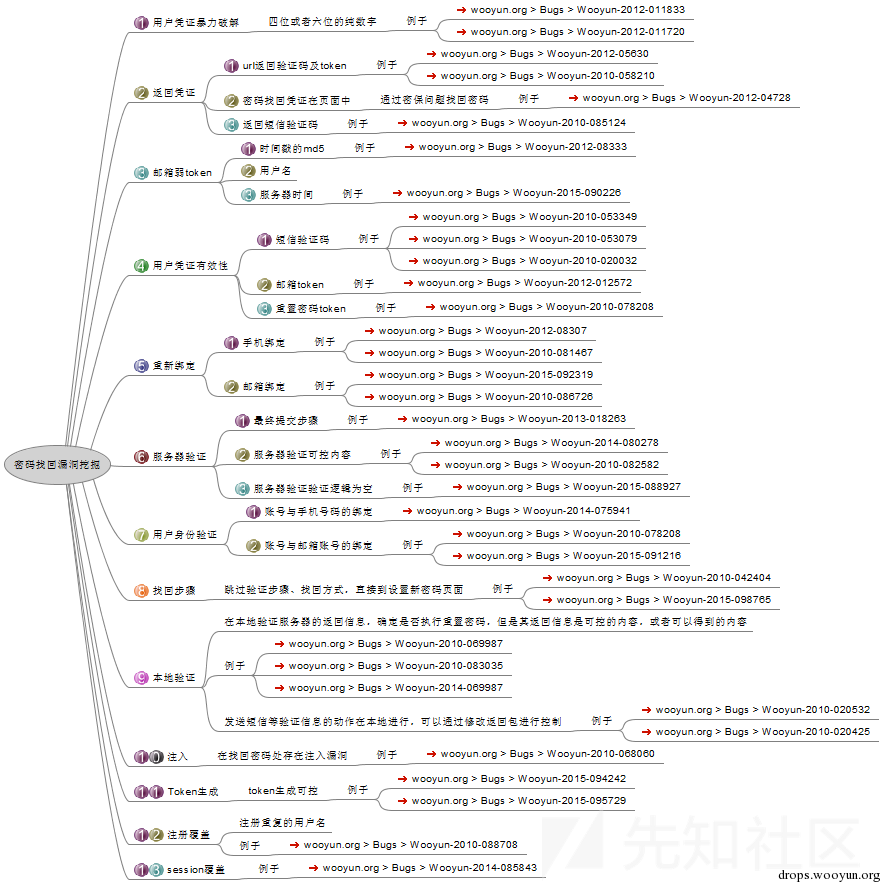 密码找回漏洞挖掘
1 用户凭证暴力破解 四位或者六位的纯数字 例子
wooyun.org > Bugs > Wooyun-2012-011833
wooyun.org > Bugs > Wooyun-2012-011720
2 返回凭证
1 url返回验证码及token 例子
wooyun.org > Bugs > Wooyun-2012-05630
wooyun.org > Bugs > Wooyun-2010-058210
2 密码找回凭证在页面中 通过密保问题找回密码 例子 wooyun.org > Bugs > Wooyun-2012-04728
3 返回短信验证码 例子 wooyun.org > Bugs > Wooyun-2010-085124
3 邮箱弱token
1 时间戳的md5 例子 wooyun.org > Bugs > Wooyun-2012-08333
2 用户名
3 服务器时间 例子 wooyun.org > Bugs > Wooyun-2015-090226
4 用户凭证有效性
1 短信验证码 例子
wooyun.org > Bugs > Wooyun-2010-053349
wooyun.org > Bugs > Wooyun-2010-053079
wooyun.org > Bugs > Wooyun-2010-020032
2 邮箱token 例子 wooyun.org > Bugs > Wooyun-2012-012572
3 重置密码token 例子 wooyun.org > Bugs > Wooyun-2010-078208
5 重新绑定
1 手机绑定 例子
wooyun.org > Bugs > Wooyun-2012-08307
wooyun.org > Bugs > Wooyun-2010-081467
2 邮箱绑定 例子
wooyun.org > Bugs > Wooyun-2015-092319
wooyun.org > Bugs > Wooyun-2010-086726
6 服务器验证
1 最终提交步骤 例子 wooyun.org > Bugs > Wooyun-2013-018263
2 服务器验证可控内容 例子
wooyun.org > Bugs > Wooyun-2014-080278
wooyun.org > Bugs > Wooyun-2010-082582
3 服务器验证验证逻辑为空 例子 wooyun.org > Bugs > Wooyun-2015-088927
7 用户身份验证
1 账号与手机号码的绑定 wooyun.org > Bugs > Wooyun-2014-075941
2 账号与邮箱账号的绑定 例子
wooyun.org > Bugs > Wooyun-2010-078208
wooyun.org > Bugs > Wooyun-2015-091216
8 找回步骤 跳过验证步骤、找回方式，直接到设置新密码页面 例子
wooyun.org > Bugs > Wooyun-2010-042404
wooyun.org > Bugs > Wooyun-2015-098765
9 本地验证
在本地验证服务器的返回信息，确定是否执行重置密码，但是其返回信息是可控的内容，或者可以得到的内容
例子
wooyun.org > Bugs > Wooyun-2010-069987
wooyun.org > Bugs > Wooyun-2010-083035
wooyun.org > Bugs > Wooyun-2014-069987
发送短信等验证信息的动作在本地进行，可以通过修改返回包进行控制 例子
wooyun.org > Bugs > Wooyun-2010-020532
wooyun.org > Bugs > Wooyun-2010-020425
10 注入 在找回密码处存在注入漏洞 例子 wooyun.org > Bugs > Wooyun-2010-068060
11 Token生成 token生成可控 例子
wooyun.org > Bugs > Wooyun-2015-094242
wooyun.org > Bugs > Wooyun-2015-095729
12 注册覆盖
注册重复的用户名
例子 wooyun.org > Bugs > Wooyun-2010-088708
13 session覆盖 例子 wooyun.org > Bugs > Wooyun-2014-085843
先知社区
drops.wooyun.org